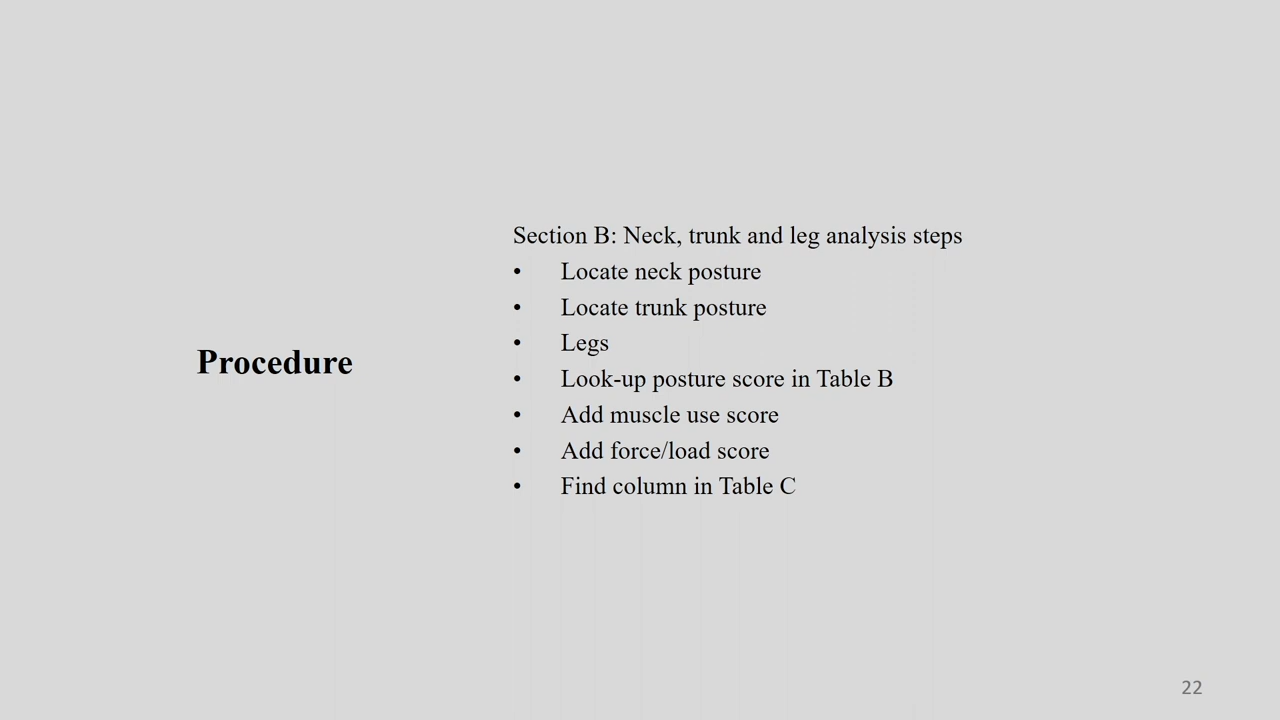 Procedure
Section B: Neck, trunk and leg analysis steps
• Locate neck posture
• Locate trunk posture
• Legs
• Look-up posture score in Table B
• Add muscle use score
• Add force/load score
• Find column in Table C
22